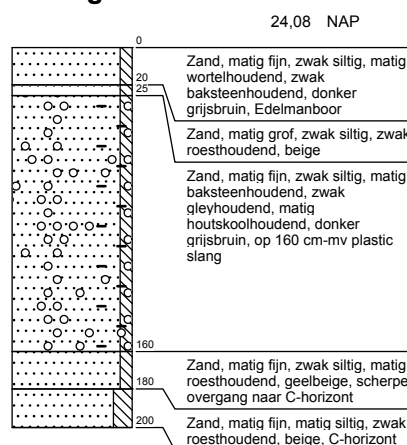 24,08 NAP
0
Zand, matig fijn, zwak siltig, matig
wortelhoudend, zwak
baksteenhoudend, donker
grijsbruin, Edelmanboor
20
25
Zand, matig grof, zwak siltig, zwak
roesthoudend, beige
Zand, matig fijn, zwak siltig, matig
baksteenhoudend, zwak
gleyhoudend, matig
houtskoolhoudend, donker
grijsbruin, op 160 cm-mv plastic
slang
160
Zand, matig fijn, zwak siltig, matig
roesthoudend, geelbeige, scherpe
overgang naar C-horizont
180
Zand, matig fijn, matig siltig, zwak
roesthoudend, beige, C-horizont
200